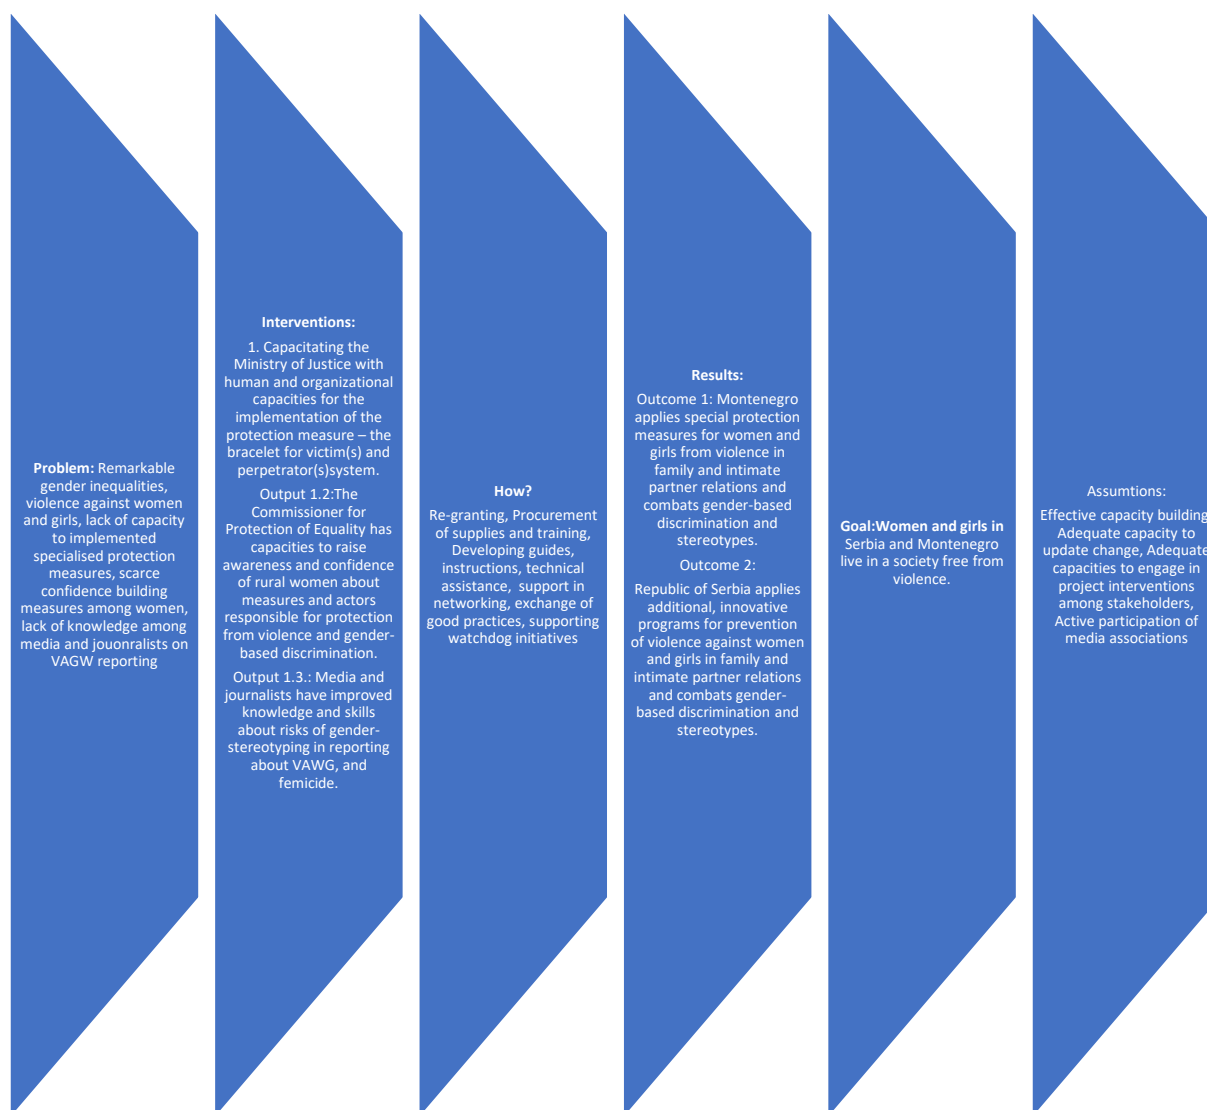 Problem: Remarkable
gender inequalities,
violence against women
and girls, lack of capacity
to implemented
specialised protection
measures, scarce
confidence building
measures among women,
lack of knowledge among
media and jouonralists on
VAGW reporting
Interventions:
1. Capacitating the
Ministry of Justice with
human and organizational
capacities for the
implementation of the
protection measure – the
bracelet for victim(s) and
perpetrator(s)system.
Output 1.2:The
Commissioner for
Protection of Equality has
capacities to raise
awareness and confidence
of rural women about
measures and actors
responsible for protection
from violence and gender-
based discrimination.
Output 1.3.: Media and
journalists have improved
knowledge and skills
about risks of gender-
stereotyping in reporting
about VAWG, and
femicide.
How?
Re-granting, Procurement
of supplies and training,
Developing guides,
instructions, technical
assistance, support in
networking, exchange of
good practices, supporting
watchdog initiatives
Results:
Outcome 1: Montenegro
applies special protection
measures for women and
girls from violence in
family and intimate
partner relations and
combats gender-based
discrimination and
stereotypes.
Outcome 2:
Republic of Serbia applies
additional, innovative
programs for prevention
of violence against women
and girls in family and
intimate partner relations
and combats gender-
based discrimination and
stereotypes.
Goal:Women and girls in
Serbia and Montenegro
live in a society free from
violence.
Assumtions:
Effective capacity building,
Adequate capacity to
update change, Adequate
capacities to engage in
project interventions
among stakeholders,
Active participation of
media associations